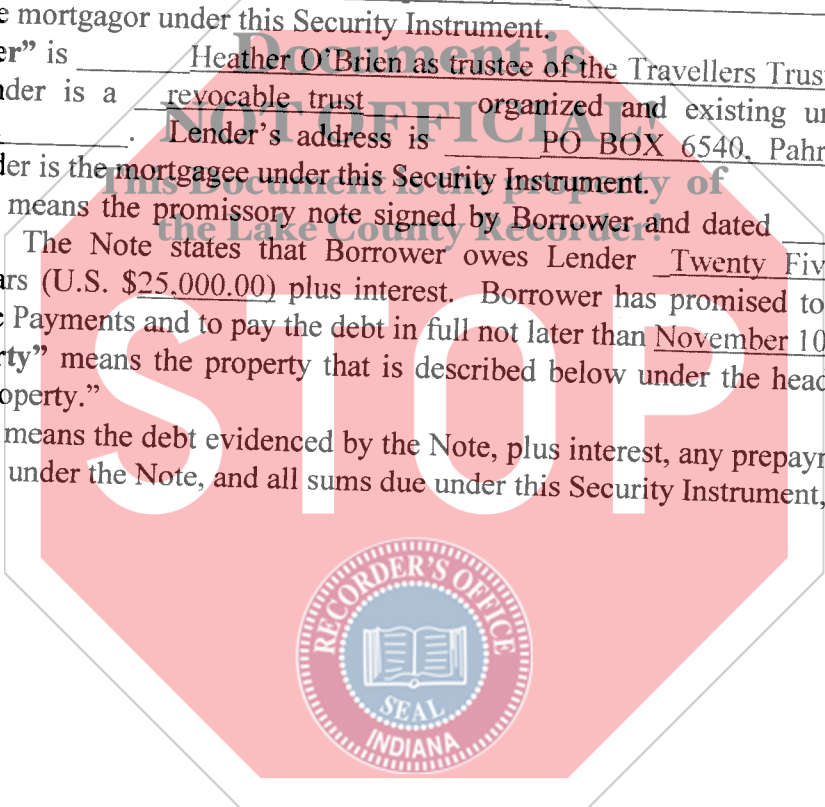 e mortgagor under this Security Instrument.
er” is Heather O’Brien as trustee of the Travellers Trus
nder is a revocable trust organized and existing u
. Lender’s address is PO BOX 6540, Pahr
der is the mortgagee under this Security Instrument.
means the promissory note signed by Borrower and dated
The Note states that Borrower owes Lender Twenty Fiv
ars (U.S. $25,000.00) plus interest. Borrower has promised to
Payments and to pay the debt in full not later than November 10
rty” means the property that is described below under the head
operty.”
means the debt evidenced by the Note, plus interest, any prepay
under the Note, and all sums due under this Security Instrument,
Document is
NOT OFFICIAL!
This Document is the property of
the Lake County Recorder!
STOP
RECORDER'S OFFICE
SEAL
INDIANA